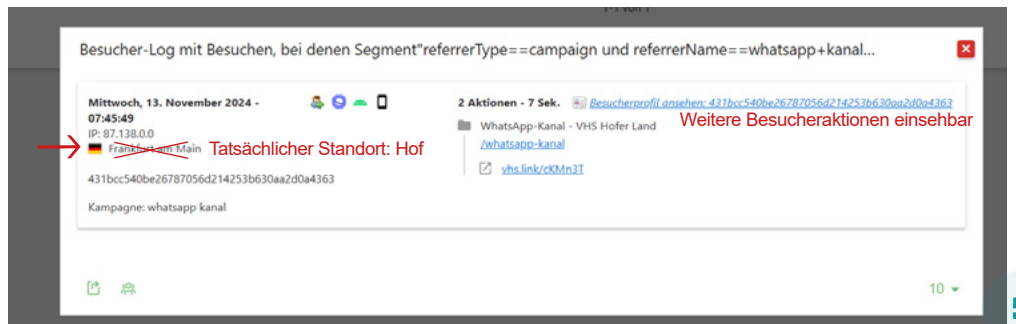 1-1 von 1
Besucher-Log mit Besuchen, bei denen Segment"referrerType==campaign und referrerName==whatsapp+kanal...
Mittwoch, 13. November 2024 -
07:45:49
IP: 87.138.0.0
Frankfurt am Main Tatsächlicher Standort: Hof
431bcc540be26787056d214253b630aa2d0a4363
Kampagne: whatsapp kanal
2 Aktionen - 7 Sek. Besucherprofil ansehen: 431bcc540be26787056d214253b630aa2d0a4363
Weitere Besucheraktionen einsehbar
WhatsApp-Kanal - VHS Hofer Land
/whatsapp-kanal
vhs.link/cKMn3T
10